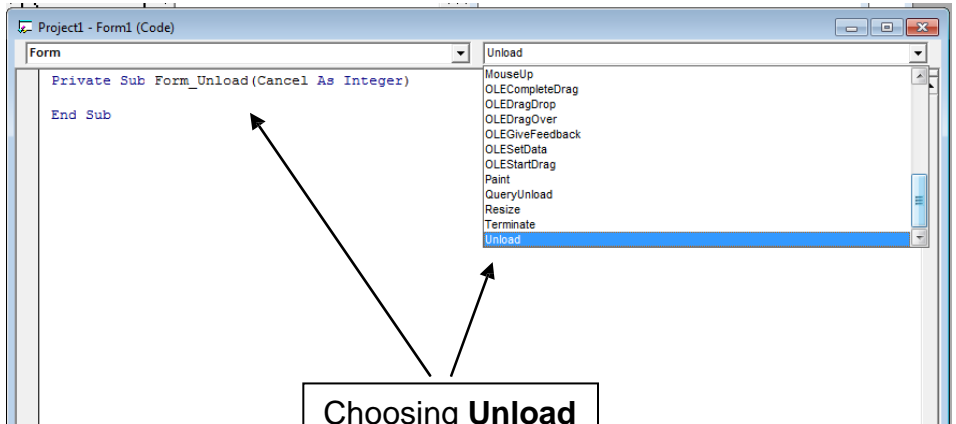 Project1 - Form1 (Code)
Form
Unload
Private Sub Form_Unload(Cancel As Integer)
End Sub
MouseUp
OLECompleteDrag
OLEDragDrop
OLEDragOver
OLEGiveFeedback
OLESetData
OLEStartDrag
Paint
QueryUnload
Resize
Terminate
Unload
Choosing Unload